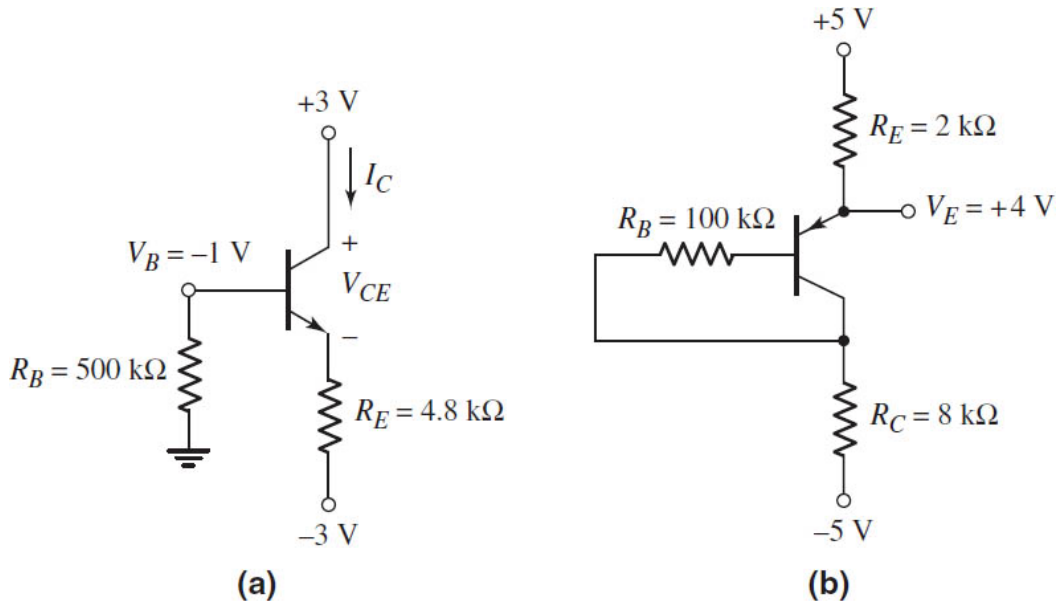 +3 V
I_C
V_B = –1 V
+
V_CE
–
R_B = 500 kΩ
R_E = 4.8 kΩ
–3 V
(a)
+5 V
R_E = 2 kΩ
V_E = +4 V
R_B = 100 kΩ
R_C = 8 kΩ
–5 V
(b)